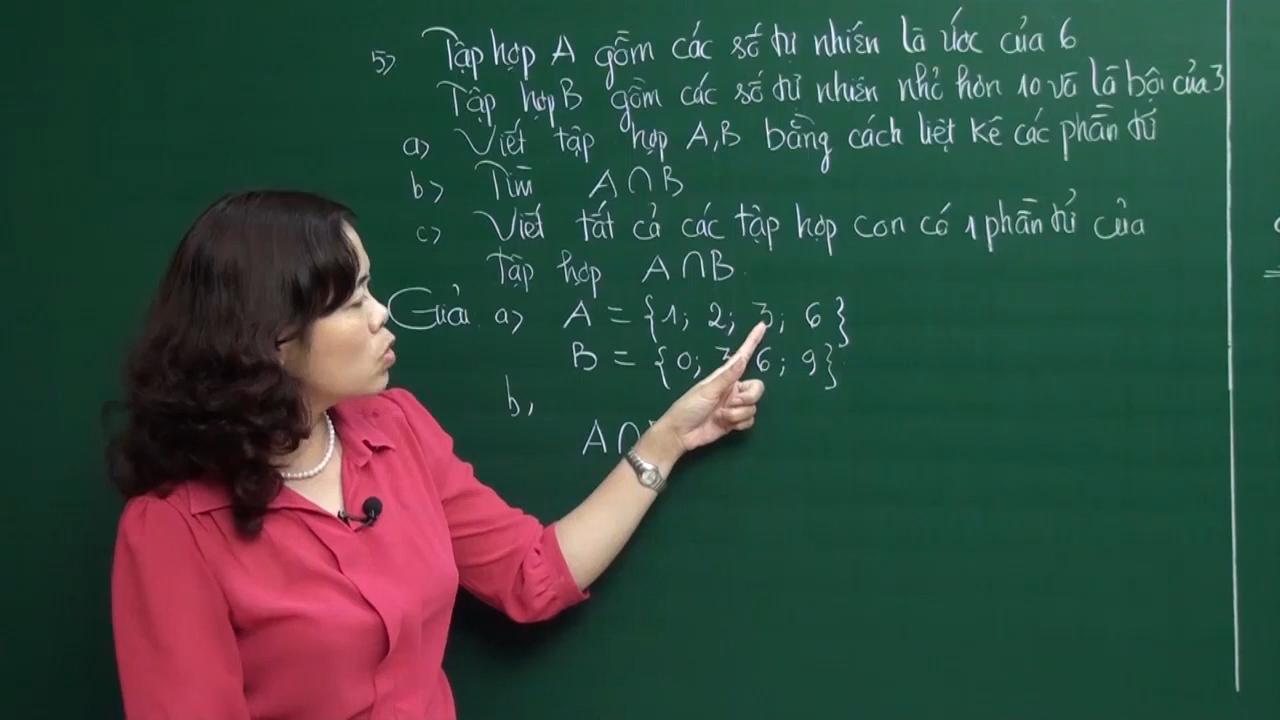 5> Tập hợp A gồm các số tự nhiên là ước của 6
Tập hợp B gồm các số tự nhiên nhỏ hơn 10 và là bội của 3
a> Viết tập hợp A, B bằng cách liệt kê các phần tử
b> Tìm A ∩ B
c> Viết tất cả các tập hợp con có 1 phần tử của
tập hợp A ∩ B.
Giải a> A = {1; 2; 3; 6}
B = {0; 3 6; 9}
b,
A ∩